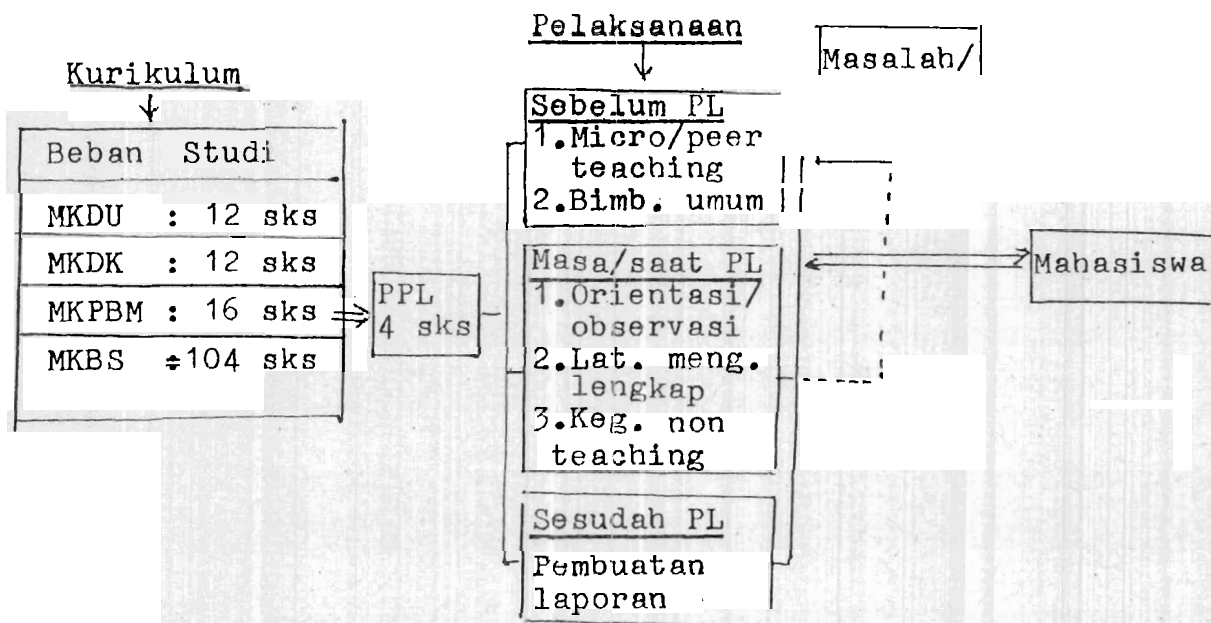 Kurikulum
Beban Studi
MKDU : 12 sks
MKDK : 12 sks
MKPBM : 16 sks
MKBS ÷104 sks
PPL
4 sks
Pelaksanaan
Sebelum PL
1.Micro/peer
teaching
2.Bimb. umum
Masa/saat PL
1.Orientasi/
observasi
2.Lat. meng.
lengkap
3.Keg. non
teaching
Sesudah PL
Pembuatan
laporan
Masalah/
Mahasiswa